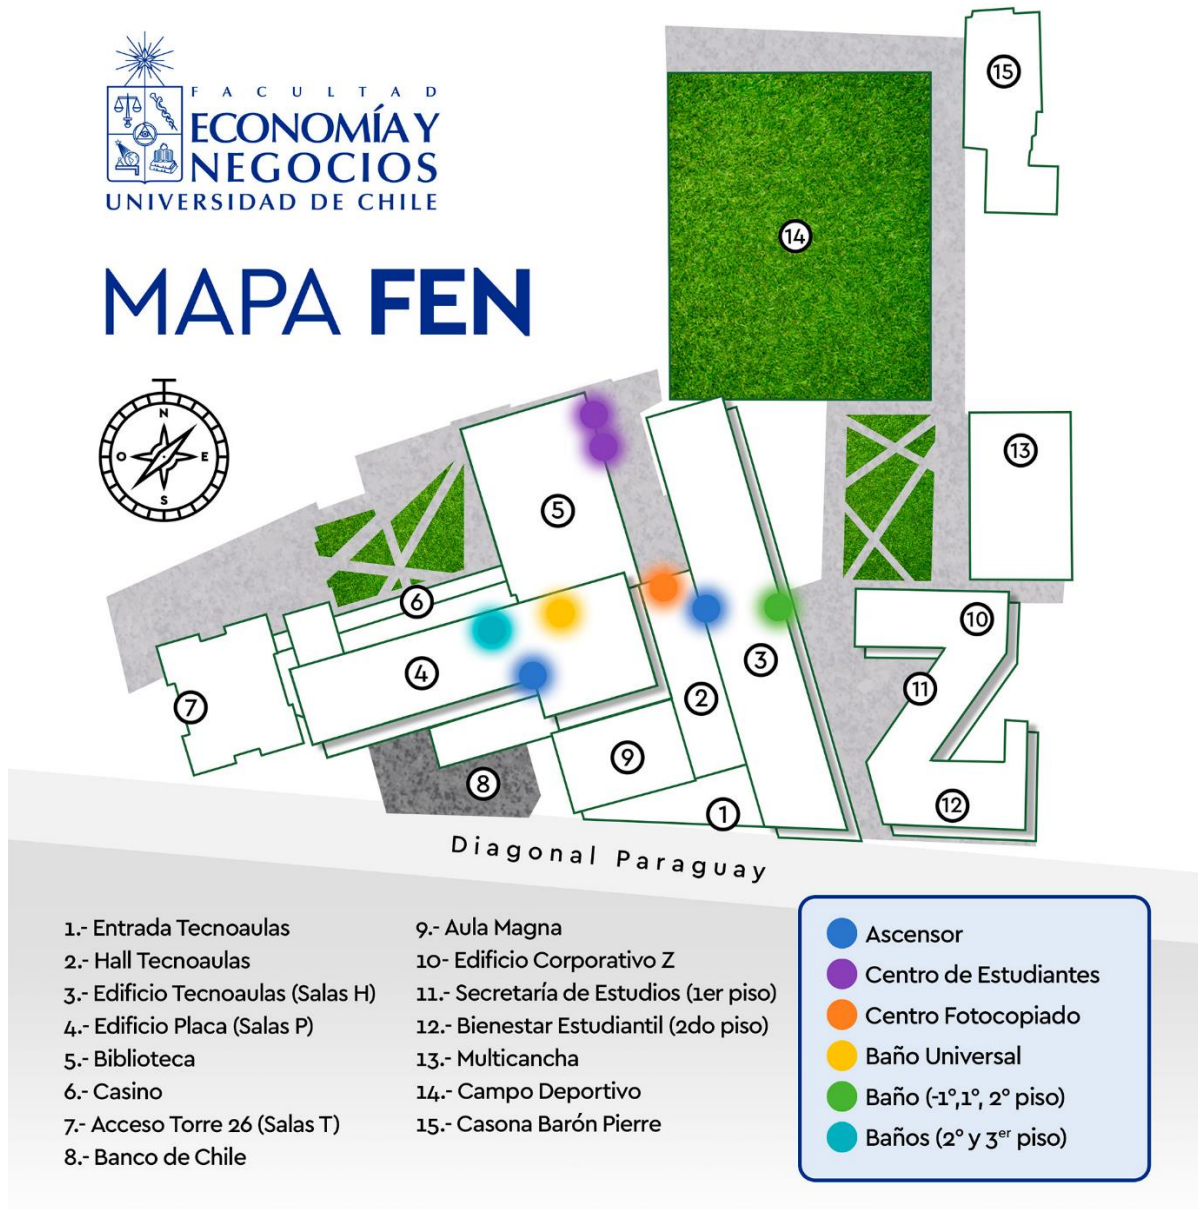 FACULTAD
ECONOMÍA Y
NEGOCIOS
UNIVERSIDAD DE CHILE
MAPA FEN
N
O E
S
15
14
13
5
6
10
3
4
11
2
7
9
8
12
1
Diagonal Paraguay
1.- Entrada Tecnoaulas
2.- Hall Tecnoaulas
3.- Edificio Tecnoaulas (Salas H)
4.- Edificio Placa (Salas P)
5.- Biblioteca
6.- Casino
7.- Acceso Torre 26 (Salas T)
8.- Banco de Chile
9.- Aula Magna
10- Edificio Corporativo Z
11.- Secretaría de Estudios (1er piso)
12.- Bienestar Estudiantil (2do piso)
13.- Multicancha
14.- Campo Deportivo
15.- Casona Barón Pierre
Ascensor
Centro de Estudiantes
Centro Fotocopiado
Baño Universal
Baño (-1°,1°, 2° piso)
Baños (2° y 3er piso)